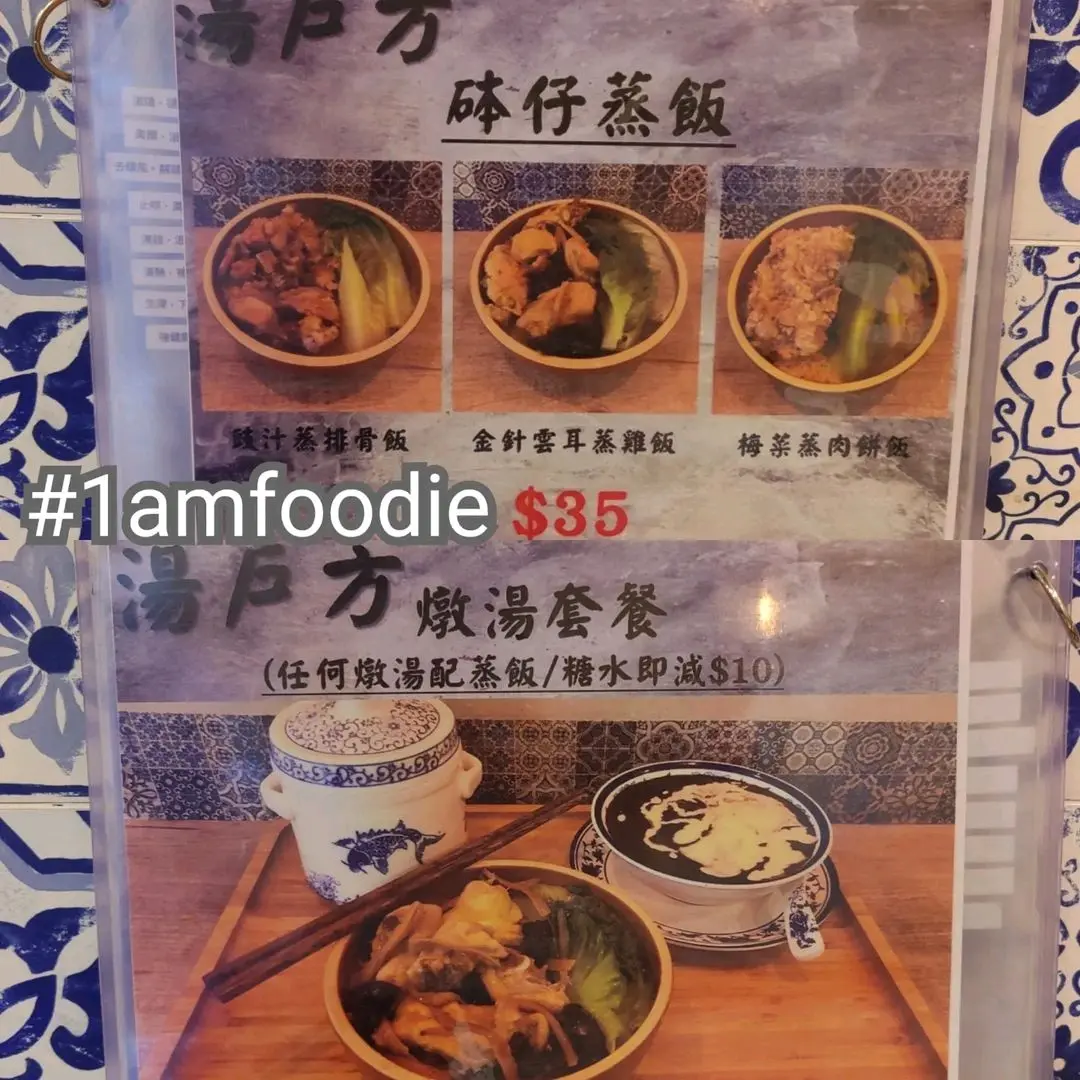 湯戶方
砵仔蒸飯
豉汁蒸排骨飯 金針雲耳蒸雞飯 梅菜蒸肉餅飯
#1amfoodie $35
湯戶方 燉湯套餐
(任何燉湯配蒸飯/糖水即減$10)